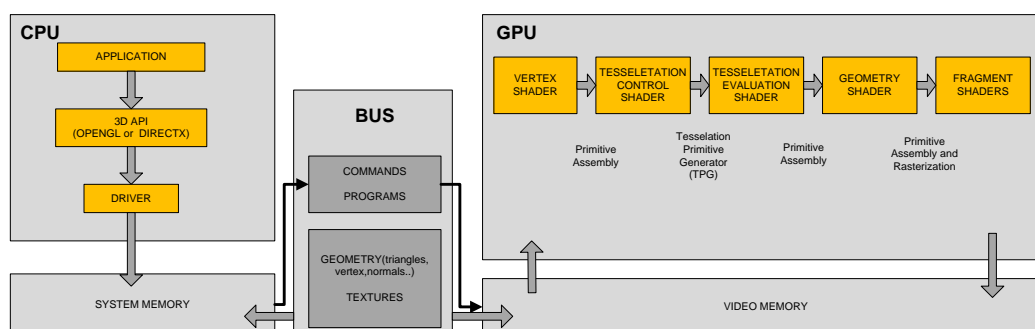 CPU
APPLICATION
3D API
(OPENGL or DIRECTX)
DRIVER
SYSTEM MEMORY
BUS
COMMANDS
PROGRAMS
GEOMETRY(triangles,
vertex,normals..)
TEXTURES
GPU
VERTEX
SHADER
TESSELETATION
CONTROL
SHADER
TESSELETATION
EVALUATION
SHADER
GEOMETRY
SHADER
FRAGMENT
SHADERS
Primitive
Assembly
Tesselation
Primitive
Generator
(TPG)
Primitive
Assembly
Primitive
Assembly and
Rasterization
VIDEO MEMORY